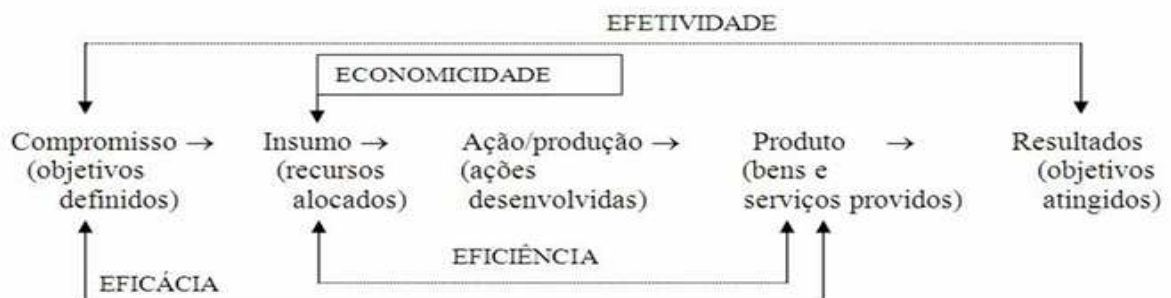 EFETIVIDADE
ECONOMICIDADE
Compromisso → Insumo → Ação/produção → Produto → Resultados
(objetivos (recursos (ações (bens e (objetivos
definidos) alocados) desenvolvidas) serviços providos) atingidos)
EFICIÊNCIA
EFICÁCIA